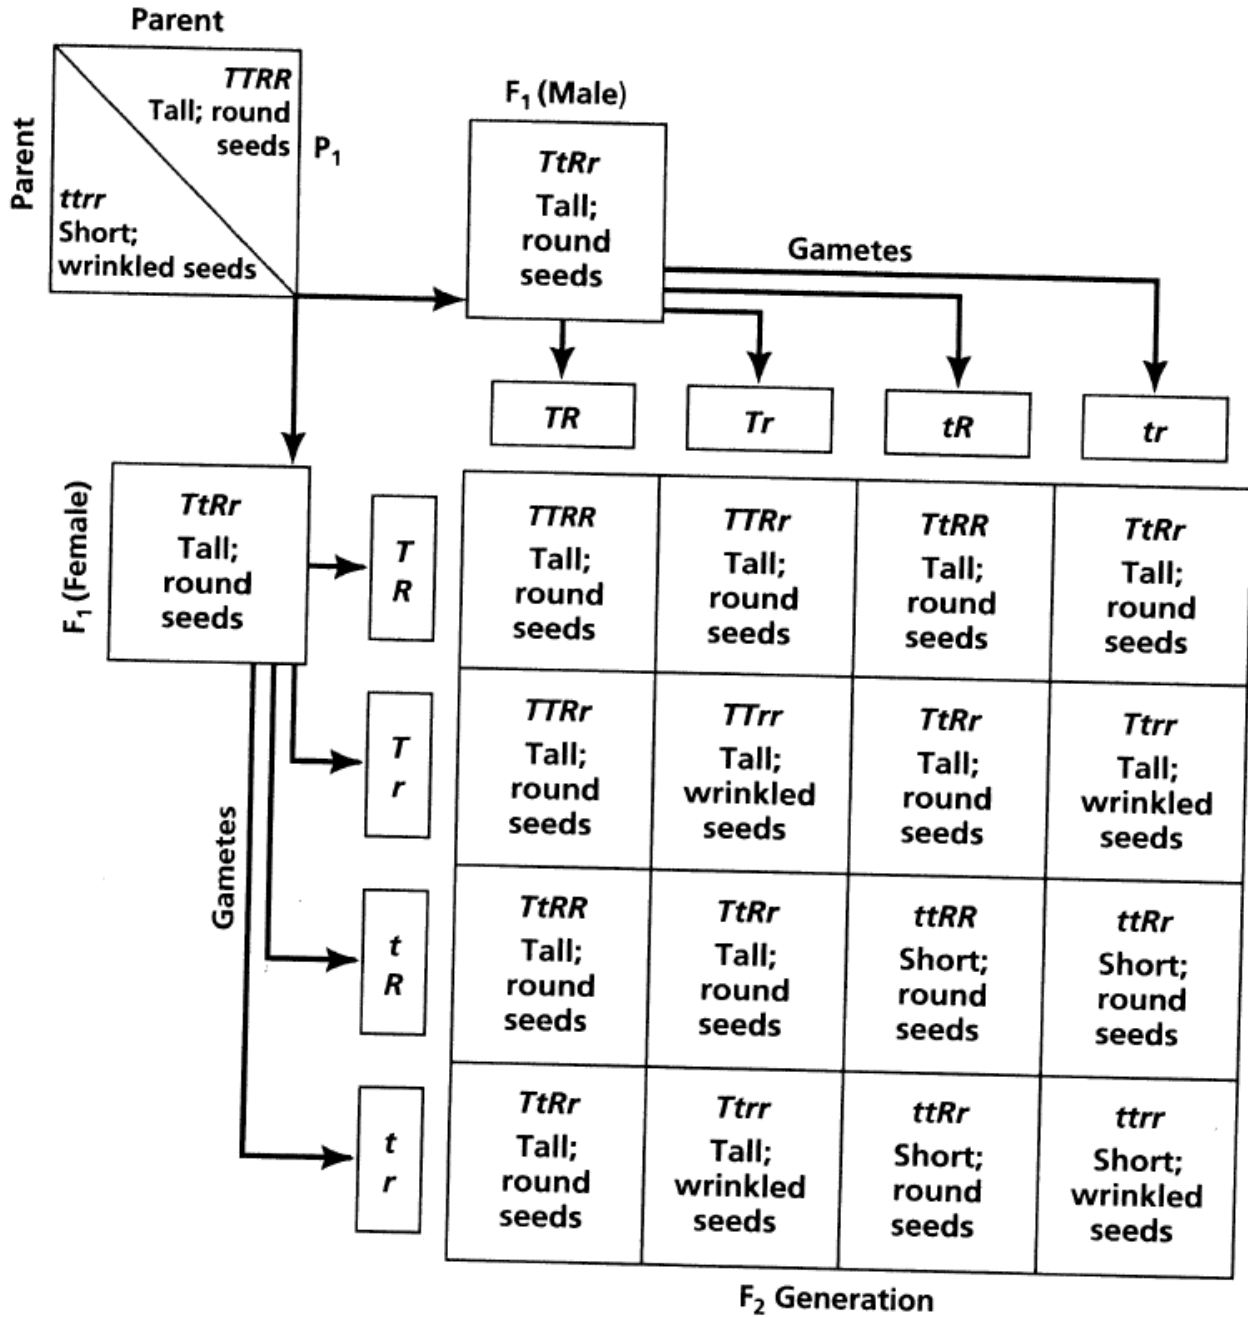 Parent
Parent
TTRR
Tall; round
seeds
P₁
ttrr
Short;
wrinkled seeds
F₁ (Male)
TtRr
Tall;
round
seeds
Gametes
TR
Tr
tR
tr
F₁ (Female)
TtRr
Tall;
round
seeds
Gametes
T
R
T
r
t
R
t
r
TTRR
Tall;
round
seeds
TTRr
Tall;
round
seeds
TtRR
Tall;
round
seeds
TtRr
Tall;
round
seeds
TTRr
Tall;
round
seeds
TTrr
Tall;
wrinkled
seeds
TtRr
Tall;
round
seeds
Ttrr
Tall;
wrinkled
seeds
TtRR
Tall;
round
seeds
TtRr
Tall;
round
seeds
ttRR
Short;
round
seeds
ttRr
Short;
round
seeds
TtRr
Tall;
round
seeds
Ttrr
Tall;
wrinkled
seeds
ttRr
Short;
round
seeds
ttrr
Short;
wrinkled
seeds
F₂ Generation